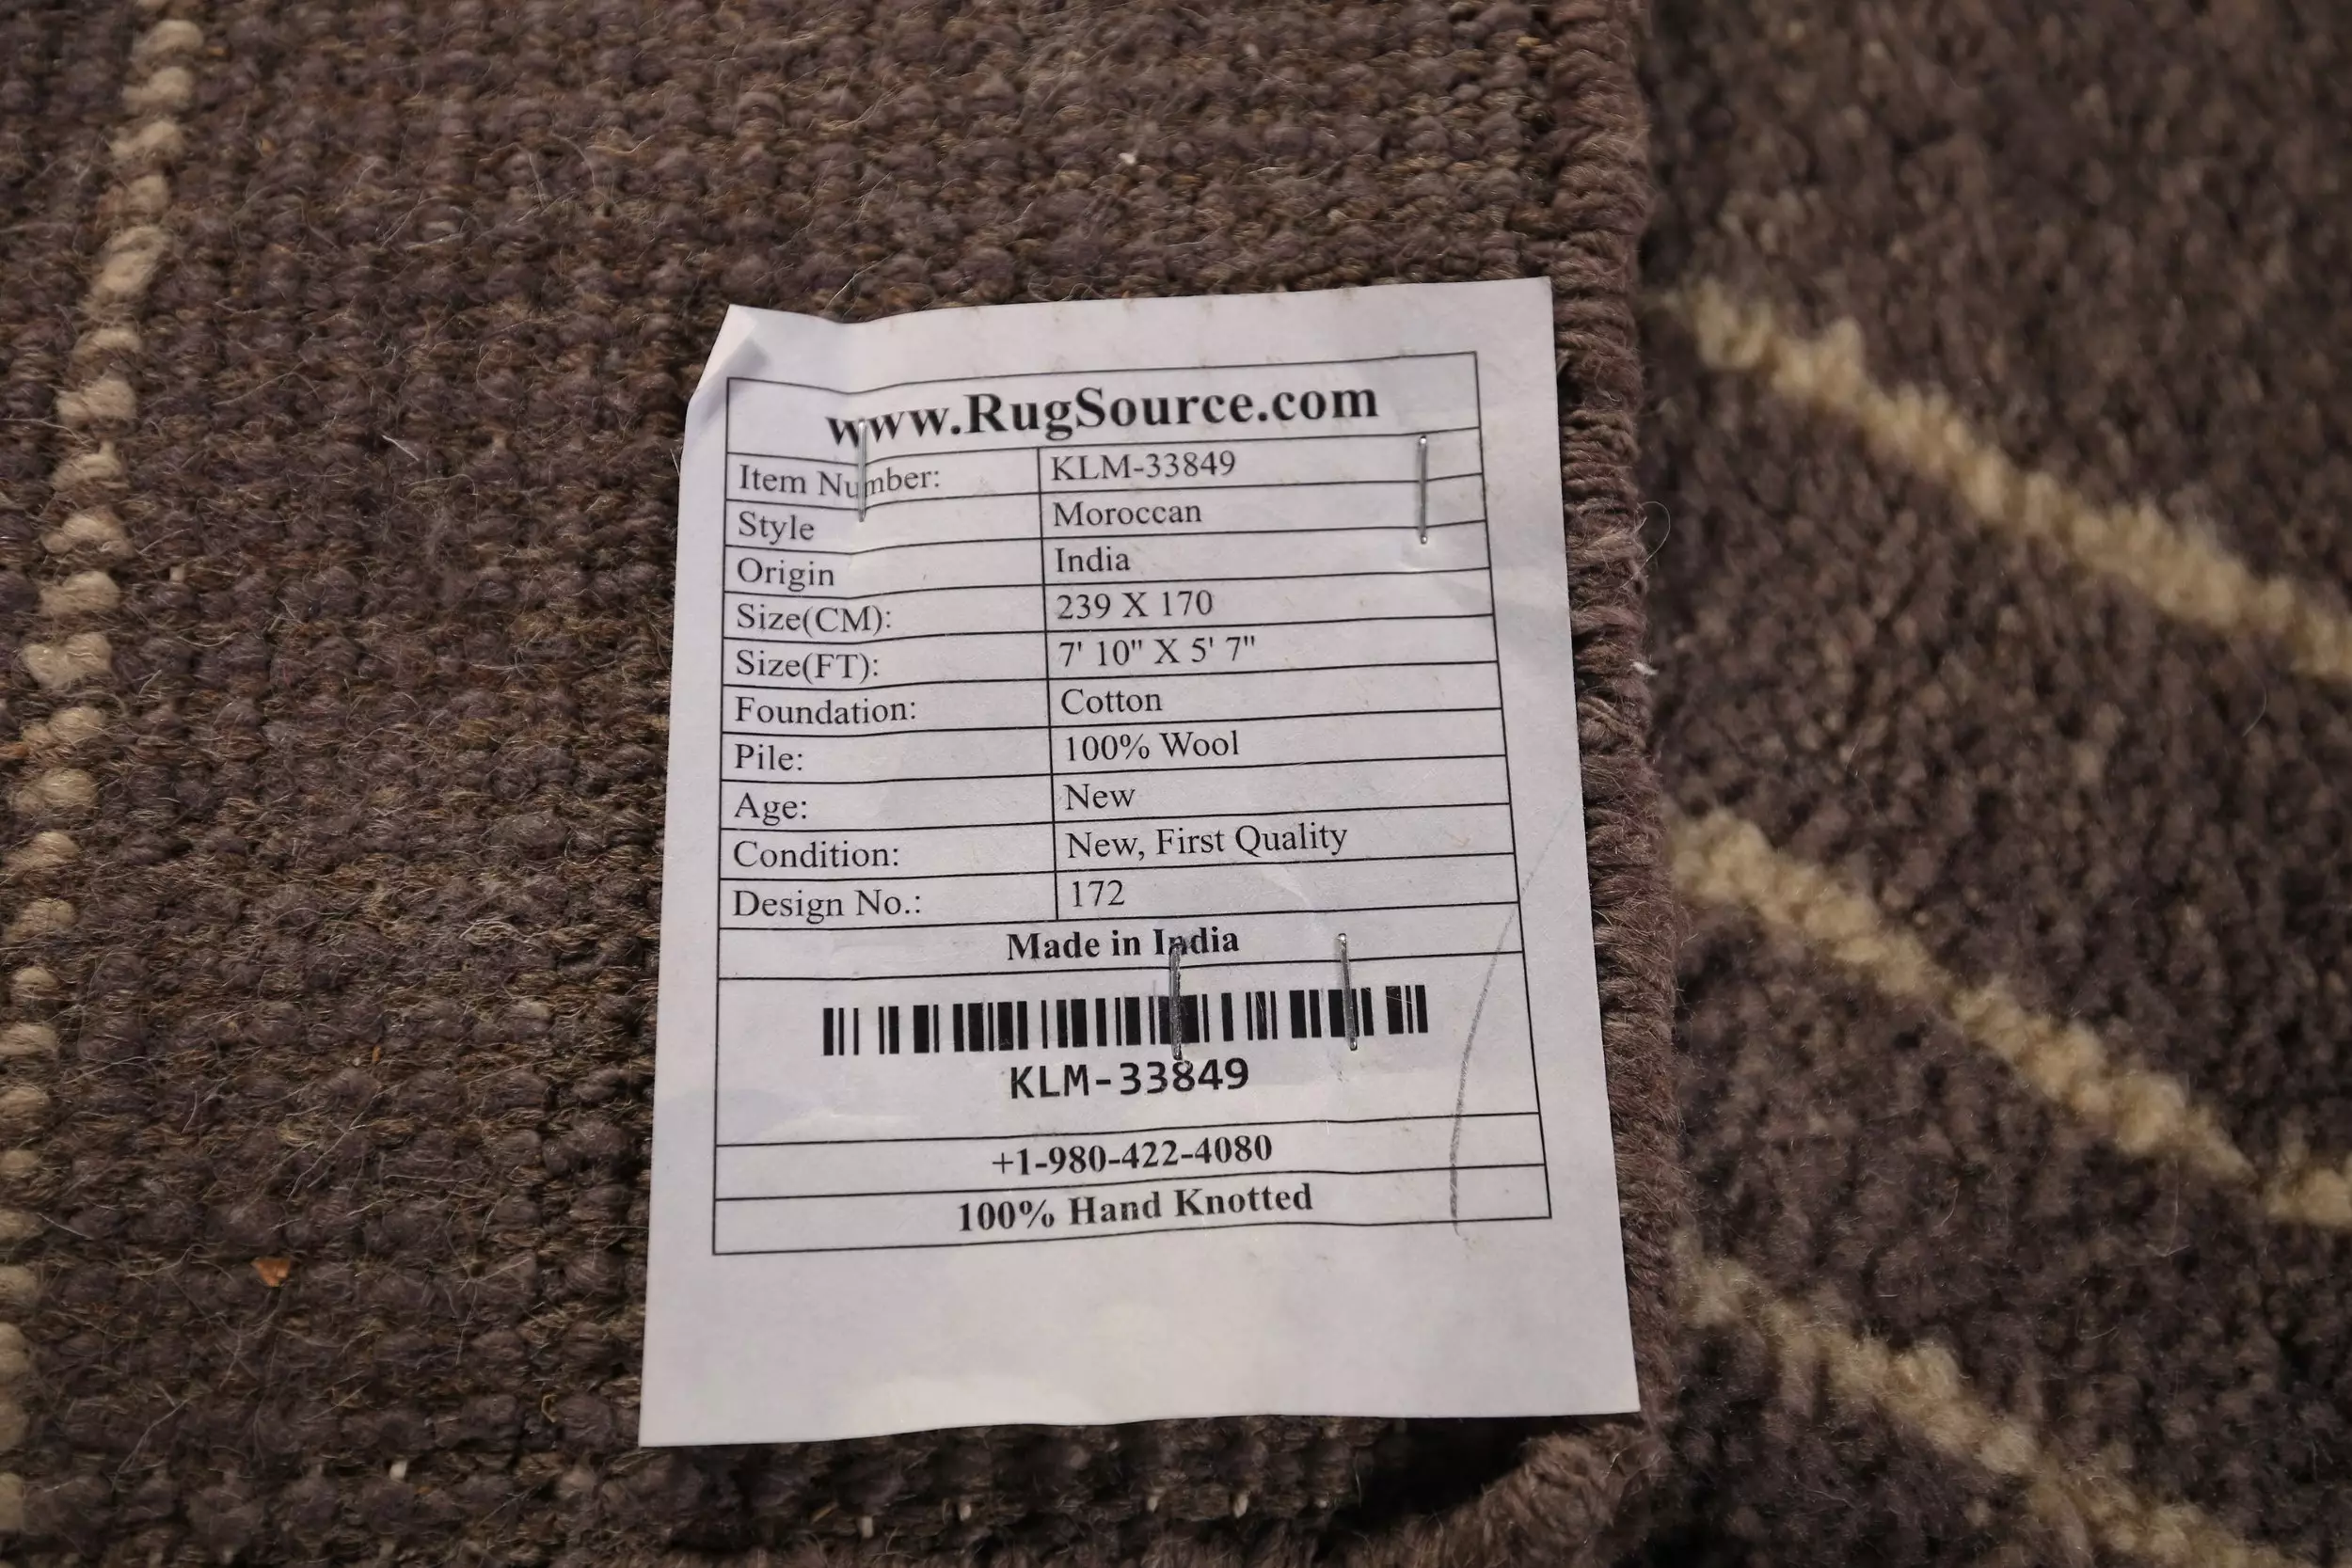 www.RugSource.com
Item Number: KLM-33849
Style Moroccan
Origin India
Size(CM): 239 X 170
Size(FT): 7' 10" X 5' 7"
Foundation: Cotton
Pile: 100% Wool
Age: New
Condition: New, First Quality
Design No.: 172
Made in India
KLM-33849
+1-980-422-4080
100% Hand Knotted